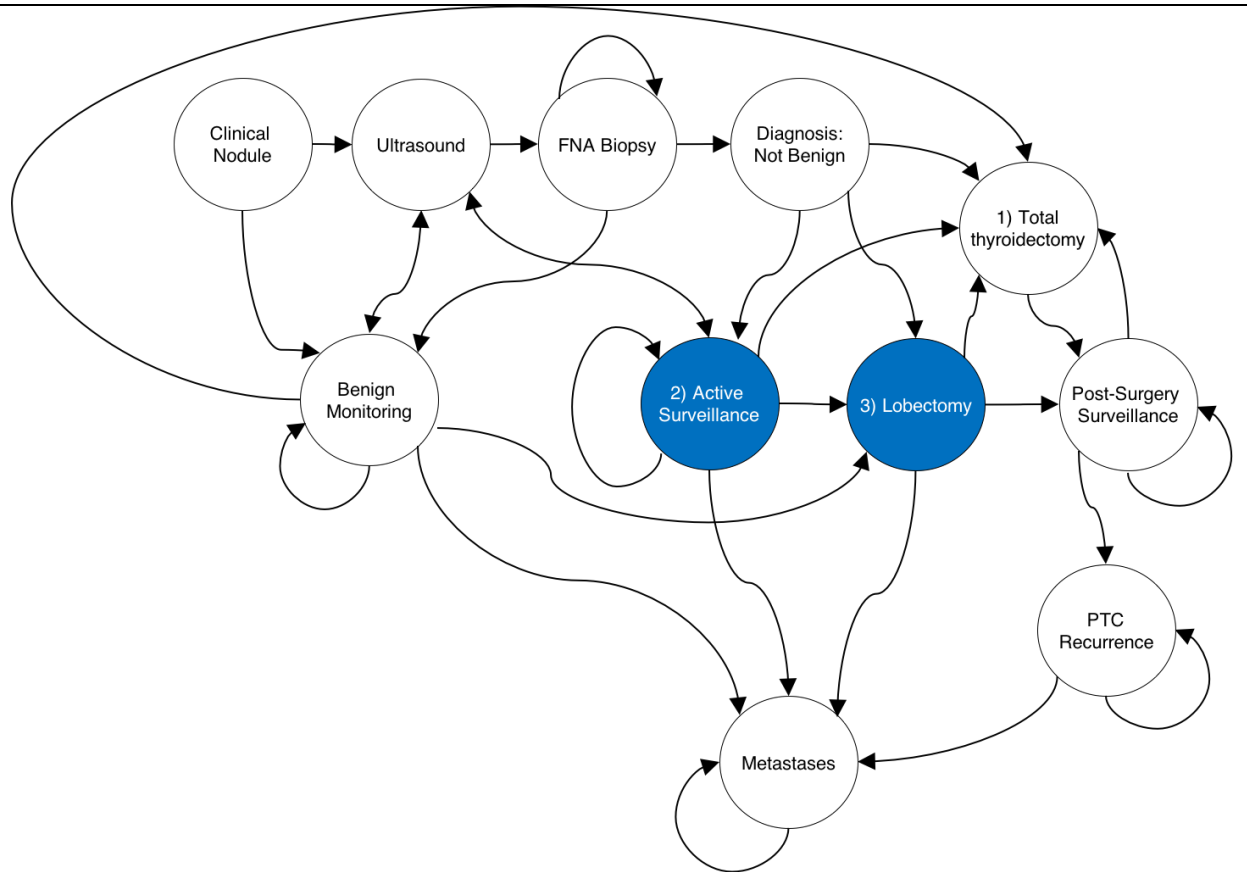 Clinical
Nodule
Ultrasound
FNA Biopsy
Diagnosis:
Not Benign
1) Total
thyroidectomy
Benign
Monitoring
2) Active
Surveillance
3) Lobectomy
Post-Surgery
Surveillance
PTC
Recurrence
Metastases